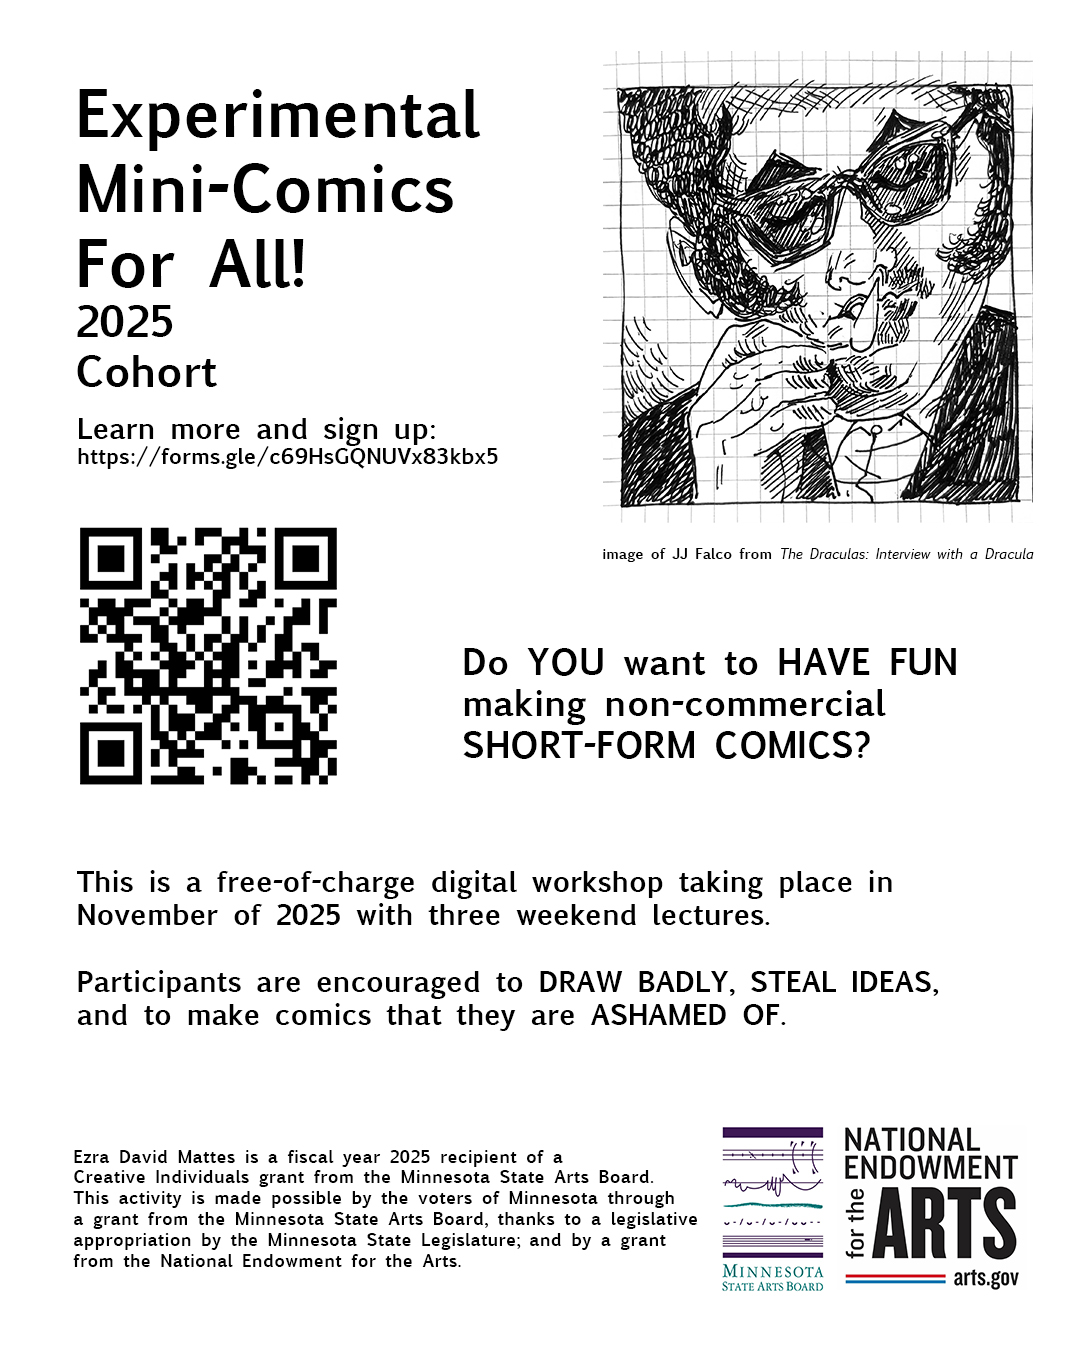 Experimental
Mini-Comics
For All!
2025
Cohort
Learn more and sign up:
https://forms.gle/c69HsGQNUVx83kbx5
image of JJ Falco from The Draculas: Interview with a Dracula
Do YOU want to HAVE FUN
making non-commercial
SHORT-FORM COMICS?
This is a free-of-charge digital workshop taking place in
November of 2025 with three weekend lectures.
Participants are encouraged to DRAW BADLY, STEAL IDEAS,
and to make comics that they are ASHAMED OF.
Ezra David Mattes is a fiscal year 2025 recipient of a
Creative Individuals grant from the Minnesota State Arts Board.
This activity is made possible by the voters of Minnesota through
a grant from the Minnesota State Arts Board, thanks to a legislative
appropriation by the Minnesota State Legislature; and by a grant
from the National Endowment for the Arts.
MINNESOTA
STATE ARTS BOARD
NATIONAL
ENDOWMENT
for the
ARTS
arts.gov